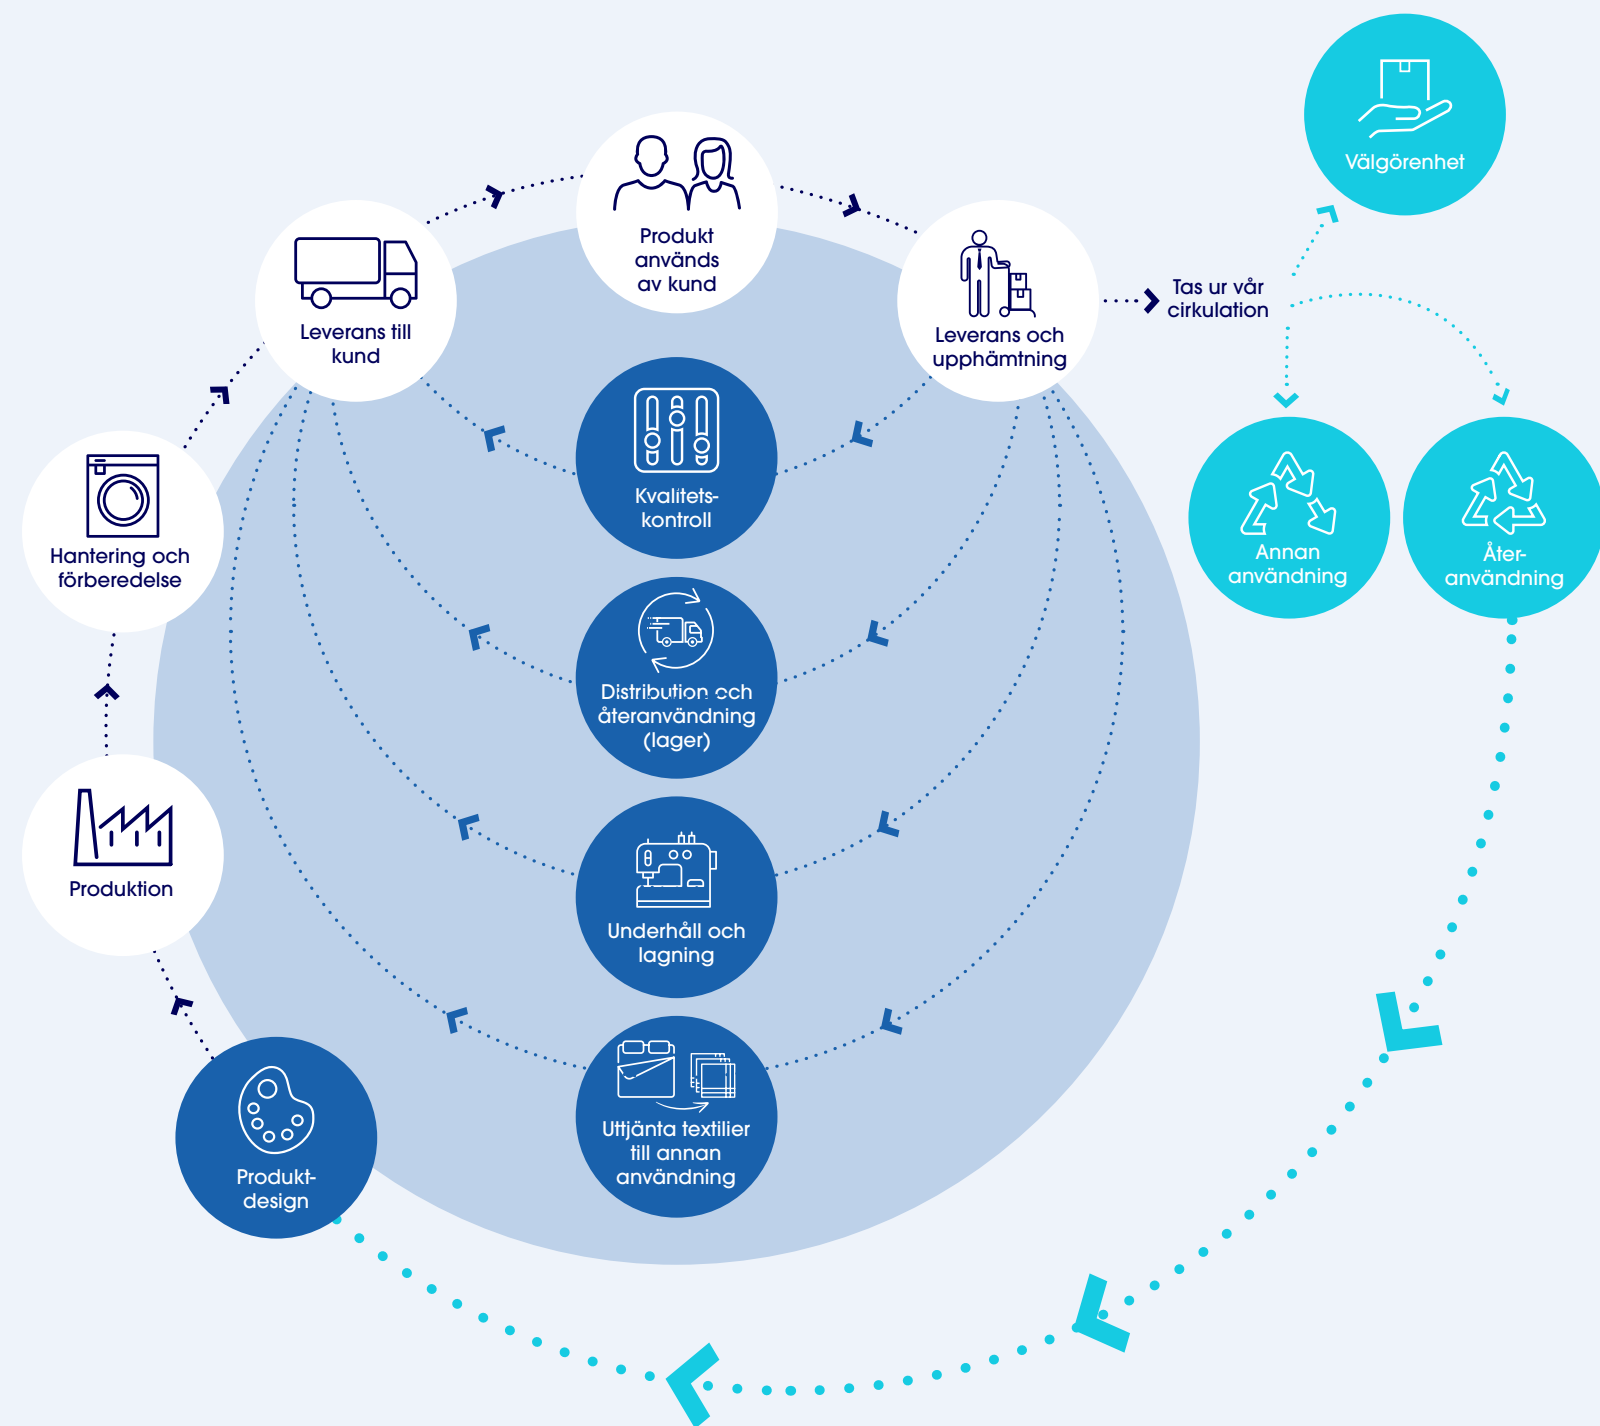 Välgörenhet
Produkt
används
av kund
Leverans till
kund
Leverans och
upphämtning
Tas ur vår
cirkulation
Kvalitets-
kontroll
Hantering och
förberedelse
Annan
användning
Åter-
användning
Distribution och
återanvändning
(lager)
Produktion
Underhåll och
lagning
Uttjänta textilier
till annan
användning
Produkt-
design